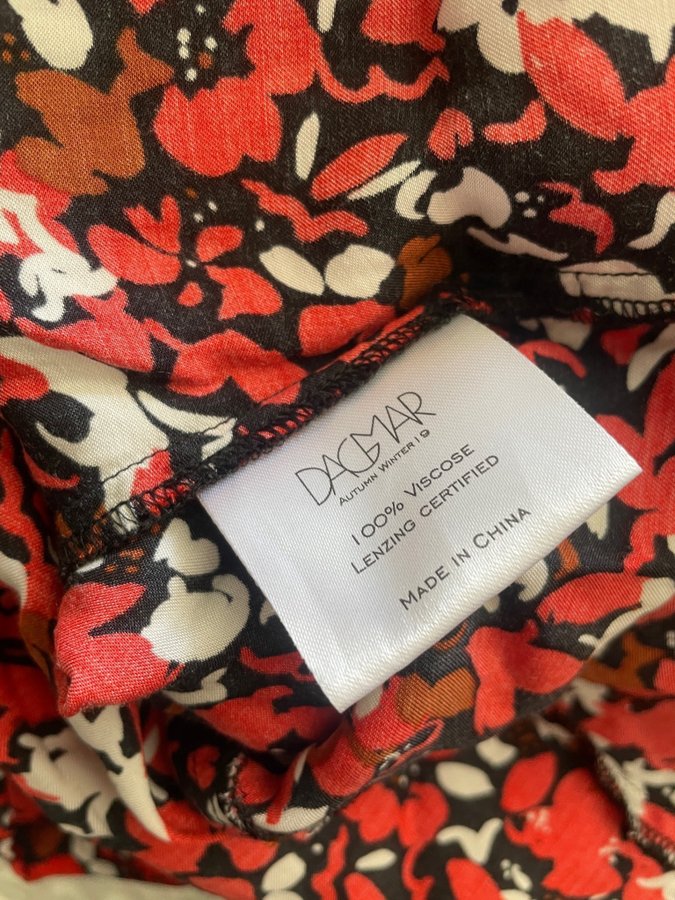 DAGMAR
AUTUMN WINTER 19
100% VISCOSE
LENZING CERTIFIED
MADE IN CHINA